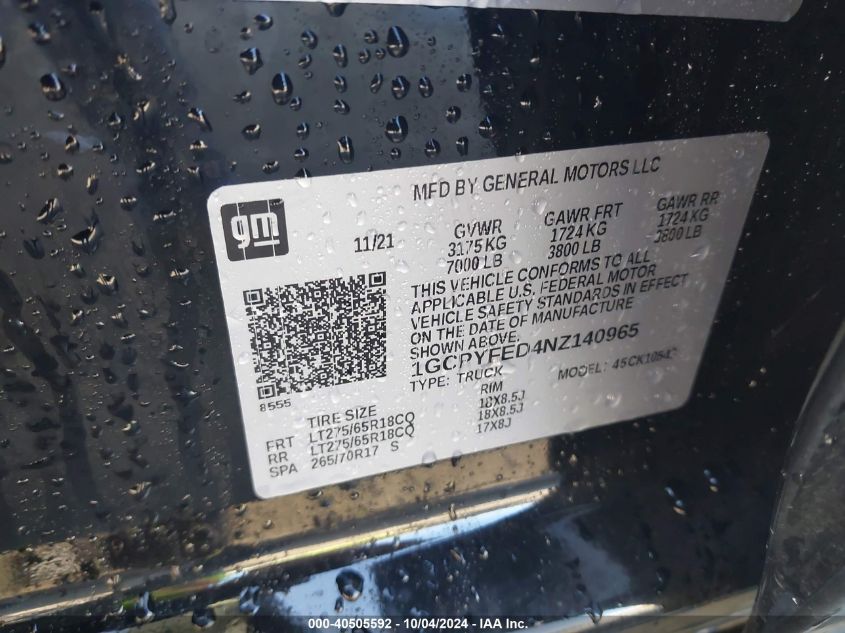 gm
MFD BY GENERAL MOTORS LLC
11/21
GVWR GAWR FRT GAWR RR
3175 KG 1724 KG 1724 KG
7000 LB 3800 LB 3800 LB
THIS VEHICLE CONFORMS TO ALL
APPLICABLE U.S. FEDERAL MOTOR
VEHICLE SAFETY STANDARDS IN EFFECT
ON THE DATE OF MANUFACTURE
SHOWN ABOVE.
1GCPYFED4NZ140965
TYPE: TRUCK MODEL:
8555
TIRE SIZE RIM
FRT LT275/65R18CQ 18X8.5J
RR LT275/65R18CQ 18X8.5J
SPA 265/70R17 S 17X8J
000-40505592 - 10/04/2024 - IAA Inc.